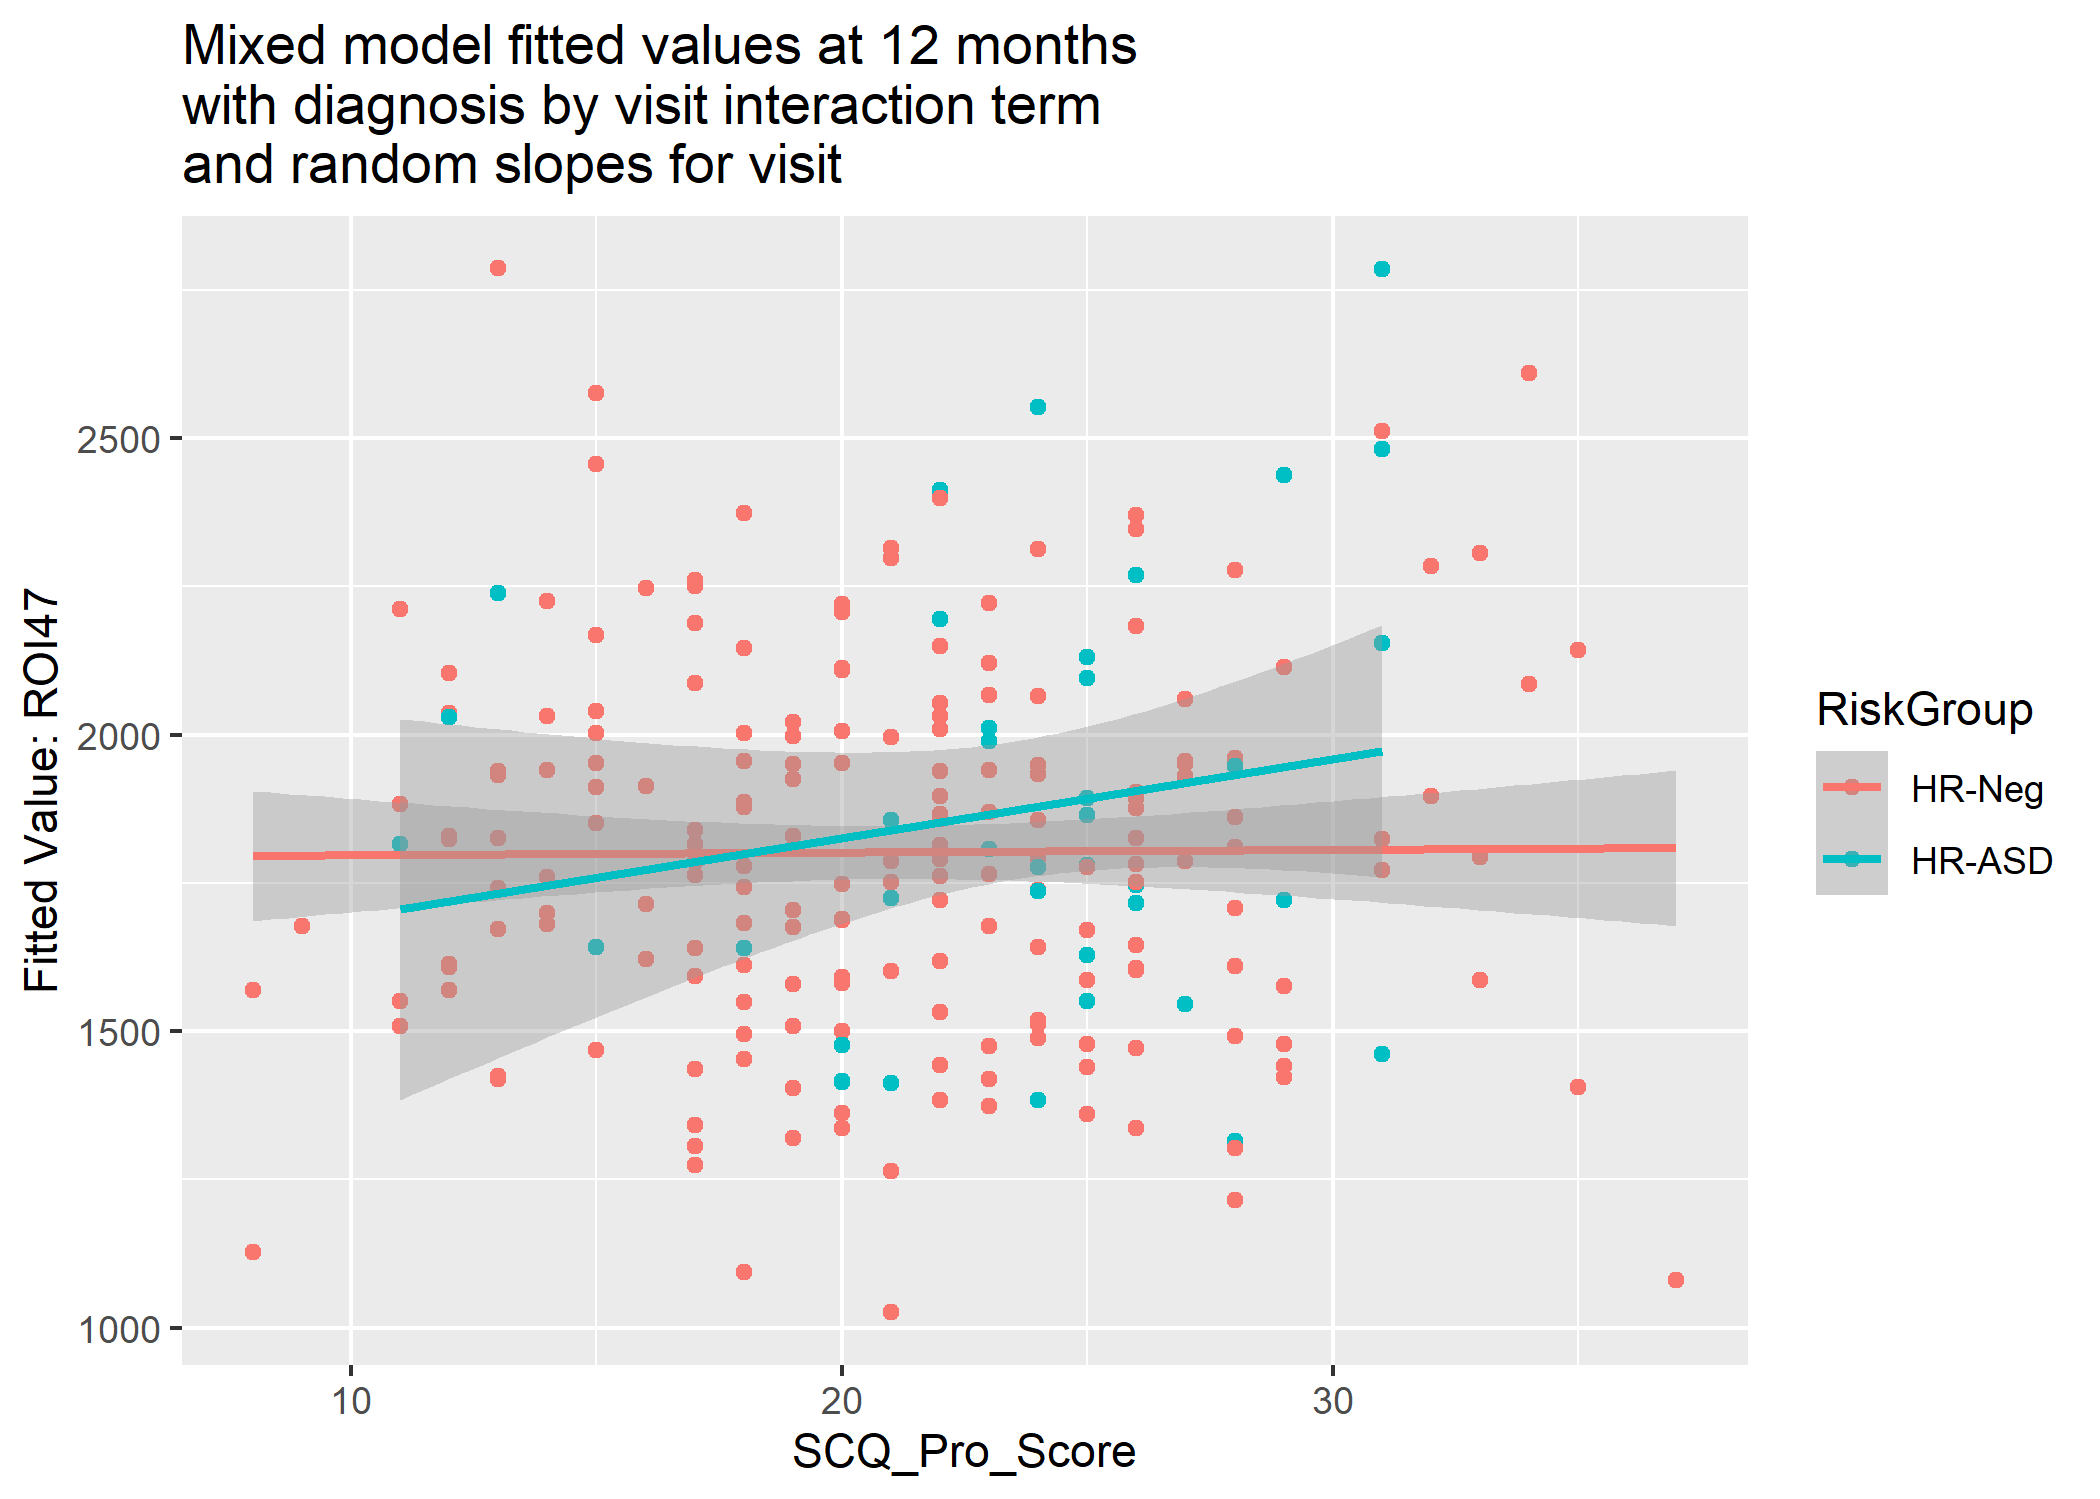 Mixed model fitted values at 12 months
with diagnosis by visit interaction term
and random slopes for visit
Fitted Value: ROI47
2500
2000
1500
1000
10
20
30
SCQ_Pro_Score
RiskGroup
HR-Neg
HR-ASD